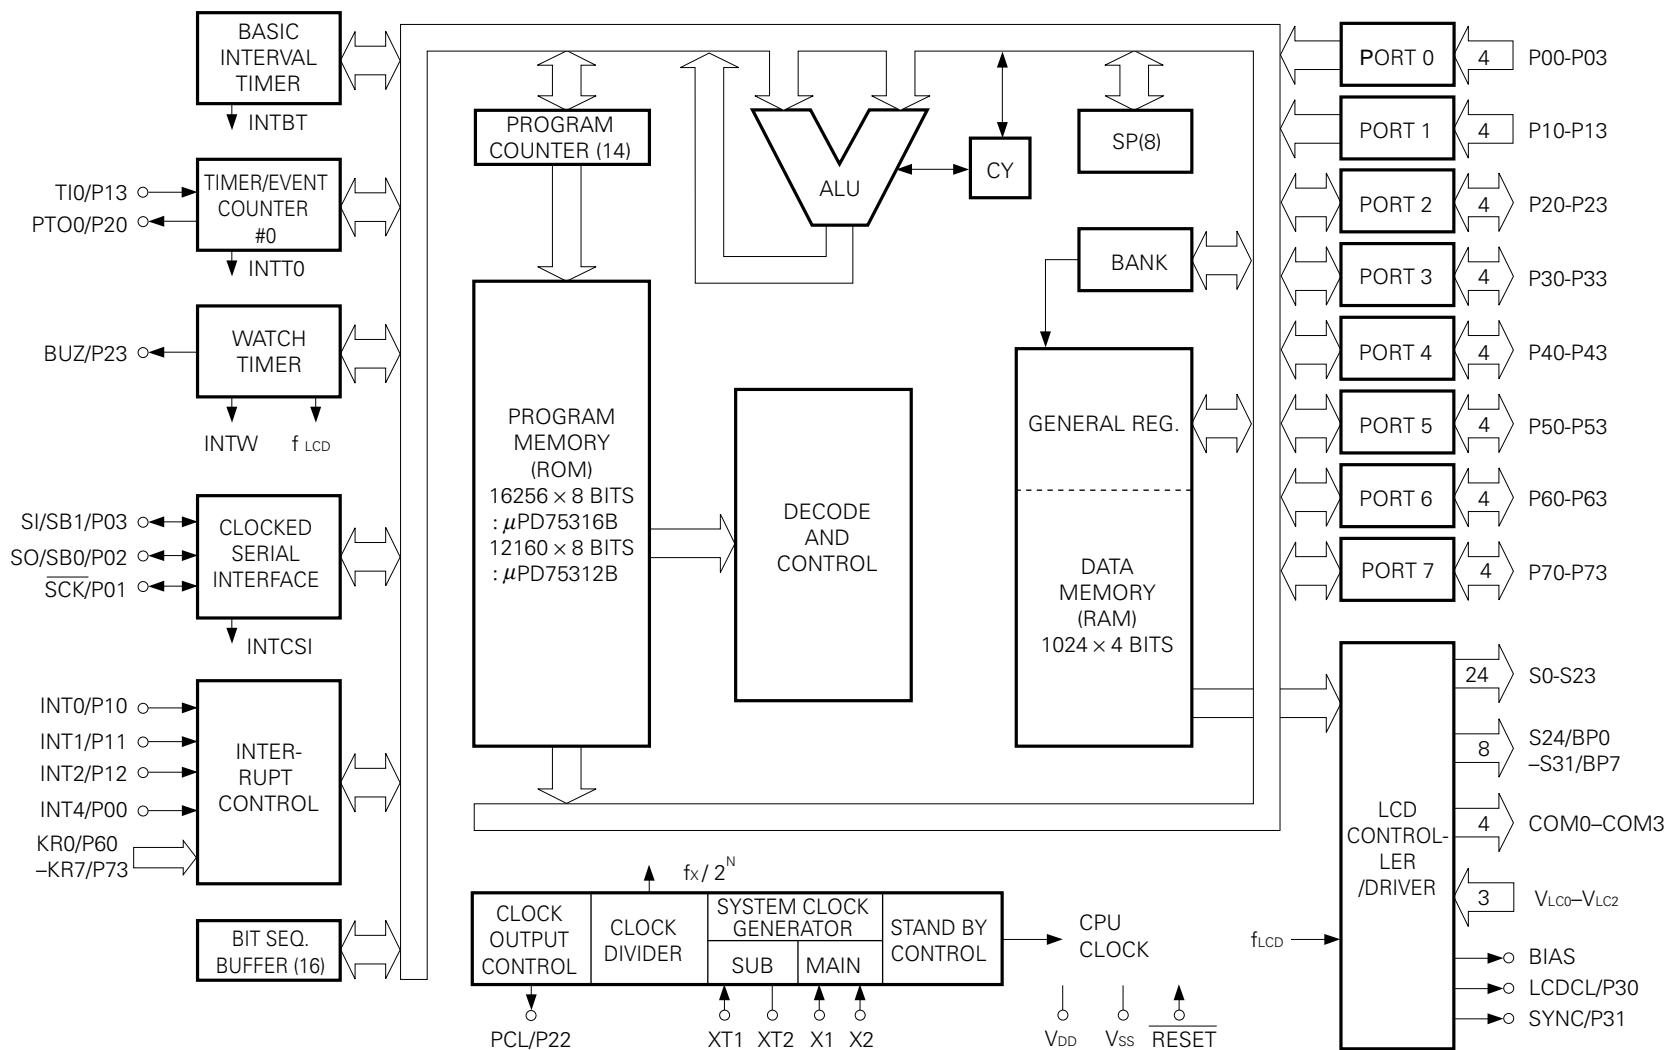 BASIC
INTERVAL
TIMER
INTBT
TI0/P13
PTO0/P20
TIMER/EVENT
COUNTER
#0
INTT0
BUZ/P23
WATCH
TIMER
INTW
f LCD
SI/SB1/P03
SO/SB0/P02
SCK/P01
CLOCKED
SERIAL
INTERFACE
INTCSI
INT0/P10
INT1/P11
INT2/P12
INT4/P00
KR0/P60
–KR7/P73
INTER-
RUPT
CONTROL
BIT SEQ.
BUFFER (16)
PROGRAM
COUNTER (14)
ALU
CY
SP(8)
BANK
PROGRAM
MEMORY
(ROM)
16256 × 8 BITS
: μPD75316B
12160 × 8 BITS
: μPD75312B
DECODE
AND
CONTROL
GENERAL REG.
DATA
MEMORY
(RAM)
1024 × 4 BITS
fX / 2N
CLOCK
OUTPUT
CONTROL
CLOCK
DIVIDER
SYSTEM CLOCK
GENERATOR
SUB
MAIN
STAND BY
CONTROL
CPU
CLOCK
PCL/P22
XT1
XT2
X1
X2
VDD
VSS
RESET
PORT 0
4
P00-P03
PORT 1
4
P10-P13
PORT 2
4
P20-P23
PORT 3
4
P30-P33
PORT 4
4
P40-P43
PORT 5
4
P50-P53
PORT 6
4
P60-P63
PORT 7
4
P70-P73
LCD
CONTROL-
LER
/DRIVER
24
S0-S23
8
S24/BP0
–S31/BP7
4
COM0–COM3
3
VLC0–VLC2
fLCD
BIAS
LCDCL/P30
SYNC/P31